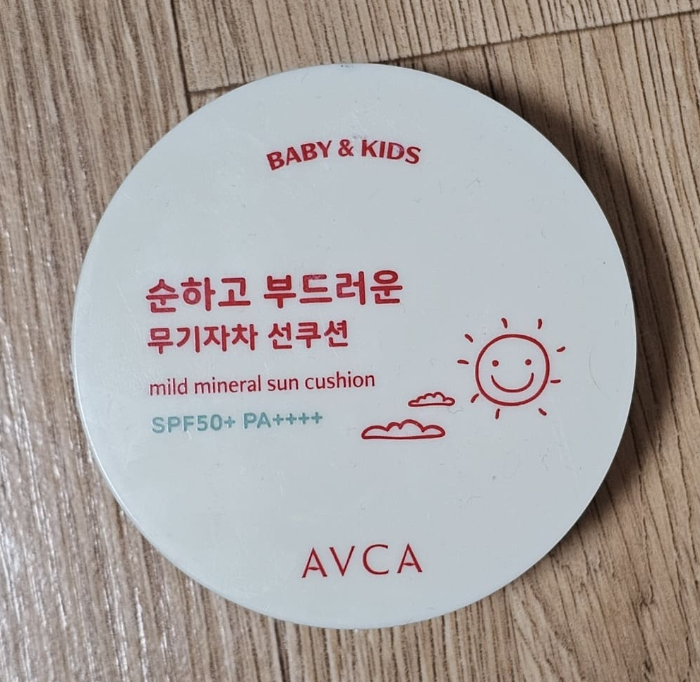 BABY & KIDS
순하고 부드러운
무기자차 선쿠션
mild mineral sun cushion
SPF50+ PA++++
AVCA